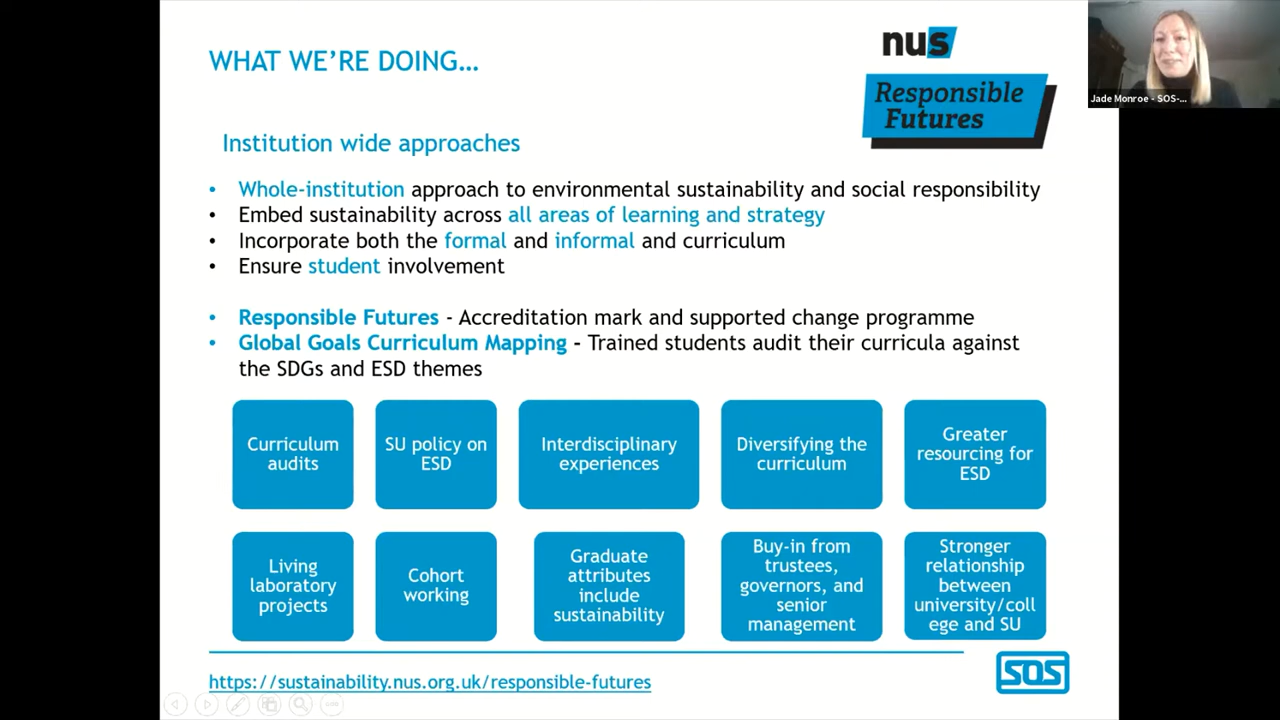 WHAT WE'RE DOING…
nus
Responsible
Futures
Jade Monroe - SOS-...
Institution wide approaches
• Whole-institution approach to environmental sustainability and social responsibility
• Embed sustainability across all areas of learning and strategy
• Incorporate both the formal and informal and curriculum
• Ensure student involvement
• Responsible Futures - Accreditation mark and supported change programme
• Global Goals Curriculum Mapping - Trained students audit their curricula against
the SDGs and ESD themes
Curriculum
audits
SU policy on
ESD
Interdisciplinary
experiences
Diversifying the
curriculum
Greater
resourcing for
ESD
Living
laboratory
projects
Cohort
working
Graduate
attributes
include
sustainability
Buy-in from
trustees,
governors, and
senior
management
Stronger
relationship
between
university/coll
ege and SU
https://sustainability.nus.org.uk/responsible-futures
SOS